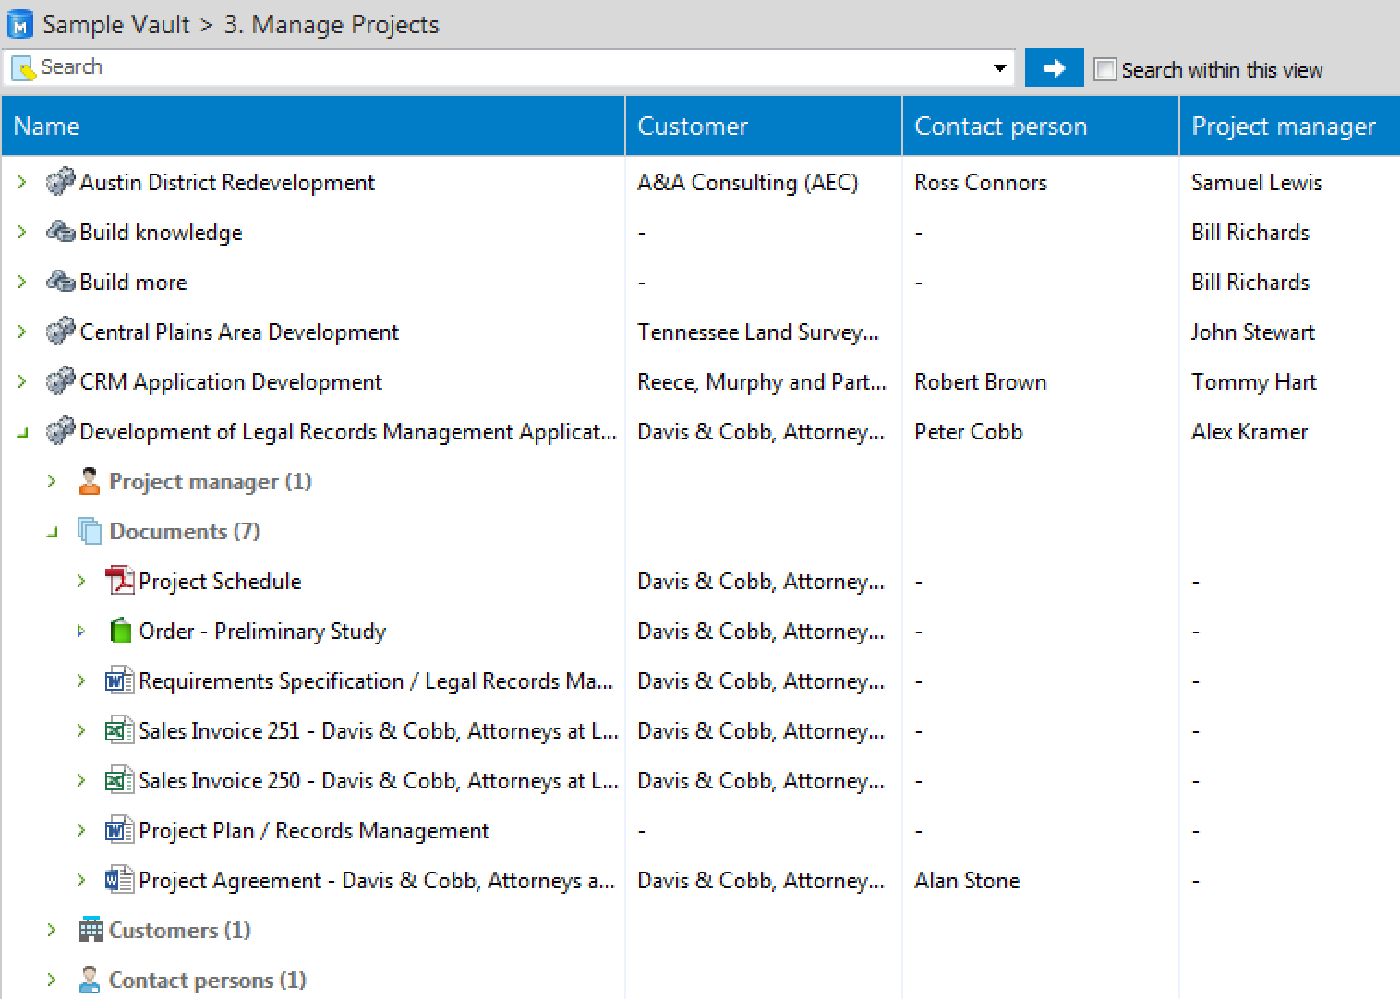 Sample Vault > 3. Manage Projects
Search
Search within this view
Name Customer Contact person Project manager
Austin District Redevelopment A&A Consulting (AEC) Ross Connors Samuel Lewis
Build knowledge - - Bill Richards
Build more - - Bill Richards
Central Plains Area Development Tennessee Land Survey... John Stewart
CRM Application Development Reece, Murphy and Part... Robert Brown Tommy Hart
Development of Legal Records Management Applicat... Davis & Cobb, Attorney... Peter Cobb Alex Kramer
Project manager (1)
Documents (7)
Project Schedule Davis & Cobb, Attorney... - -
Order - Preliminary Study Davis & Cobb, Attorney... - -
Requirements Specification / Legal Records Ma... Davis & Cobb, Attorney... - -
Sales Invoice 251 - Davis & Cobb, Attorneys at L... Davis & Cobb, Attorney... - -
Sales Invoice 250 - Davis & Cobb, Attorneys at L... Davis & Cobb, Attorney... - -
Project Plan / Records Management - - -
Project Agreement - Davis & Cobb, Attorneys a... Davis & Cobb, Attorney... Alan Stone -
Customers (1)
Contact persons (1)